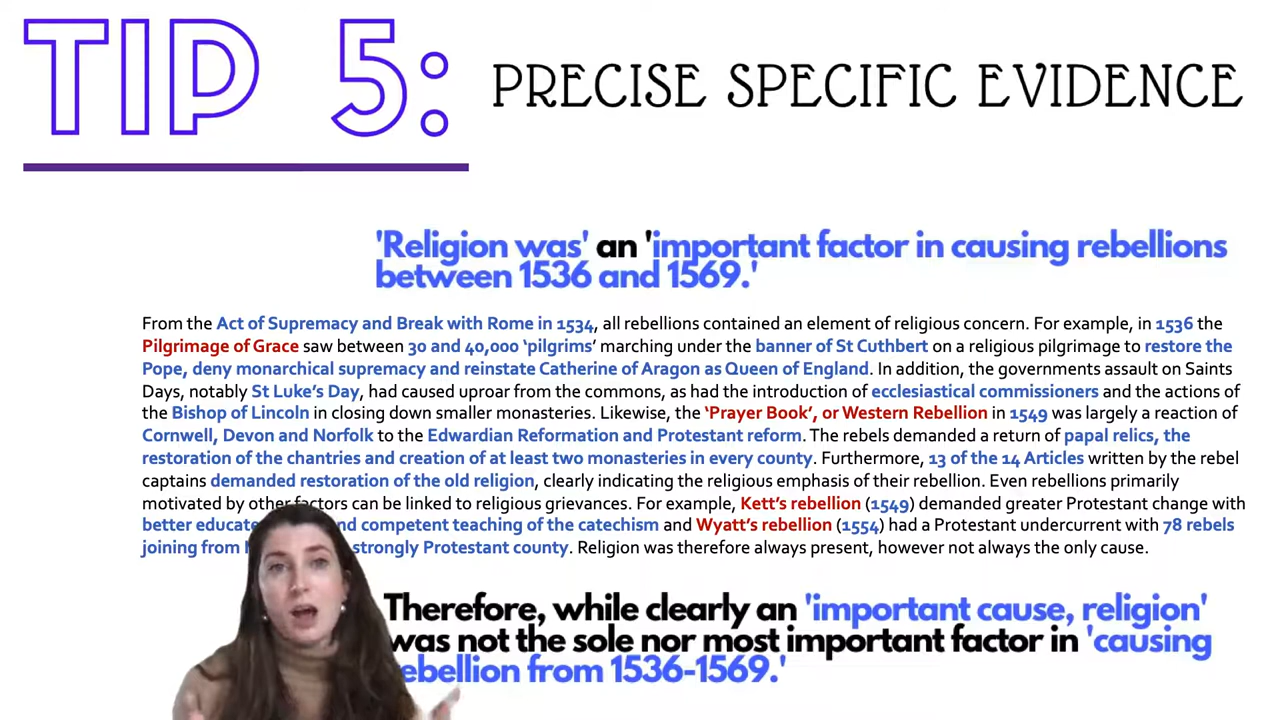 TIP 5: PRECISE SPECIFIC EVIDENCE
'Religion was' an 'important factor in causing rebellions
between 1536 and 1569.'
From the Act of Supremacy and Break with Rome in 1534, all rebellions contained an element of religious concern. For example, in 1536 the
Pilgrimage of Grace saw between 30 and 40,000 ‘pilgrims’ marching under the banner of St Cuthbert on a religious pilgrimage to restore the
Pope, deny monarchical supremacy and reinstate Catherine of Aragon as Queen of England. In addition, the governments assault on Saints
Days, notably St Luke’s Day, had caused uproar from the commons, as had the introduction of ecclesiastical commissioners and the actions of
the Bishop of Lincoln in closing down smaller monasteries. Likewise, the ‘Prayer Book’, or Western Rebellion in 1549 was largely a reaction of
Cornwell, Devon and Norfolk to the Edwardian Reformation and Protestant reform. The rebels demanded a return of papal relics, the
restoration of the chantries and creation of at least two monasteries in every county. Furthermore, 13 of the 14 Articles written by the rebel
captains demanded restoration of the old religion, clearly indicating the religious emphasis of their rebellion. Even rebellions primarily
motivated by other factors can be linked to religious grievances. For example, Kett’s rebellion (1549) demanded greater Protestant change with
better educate nd competent teaching of the catechism and Wyatt’s rebellion (1554) had a Protestant undercurrent with 78 rebels
joining from strongly Protestant county. Religion was therefore always present, however not always the only cause.
Therefore, while clearly an 'important cause, religion'
was not the sole nor most important factor in 'causing
ebellion from 1536-1569.'